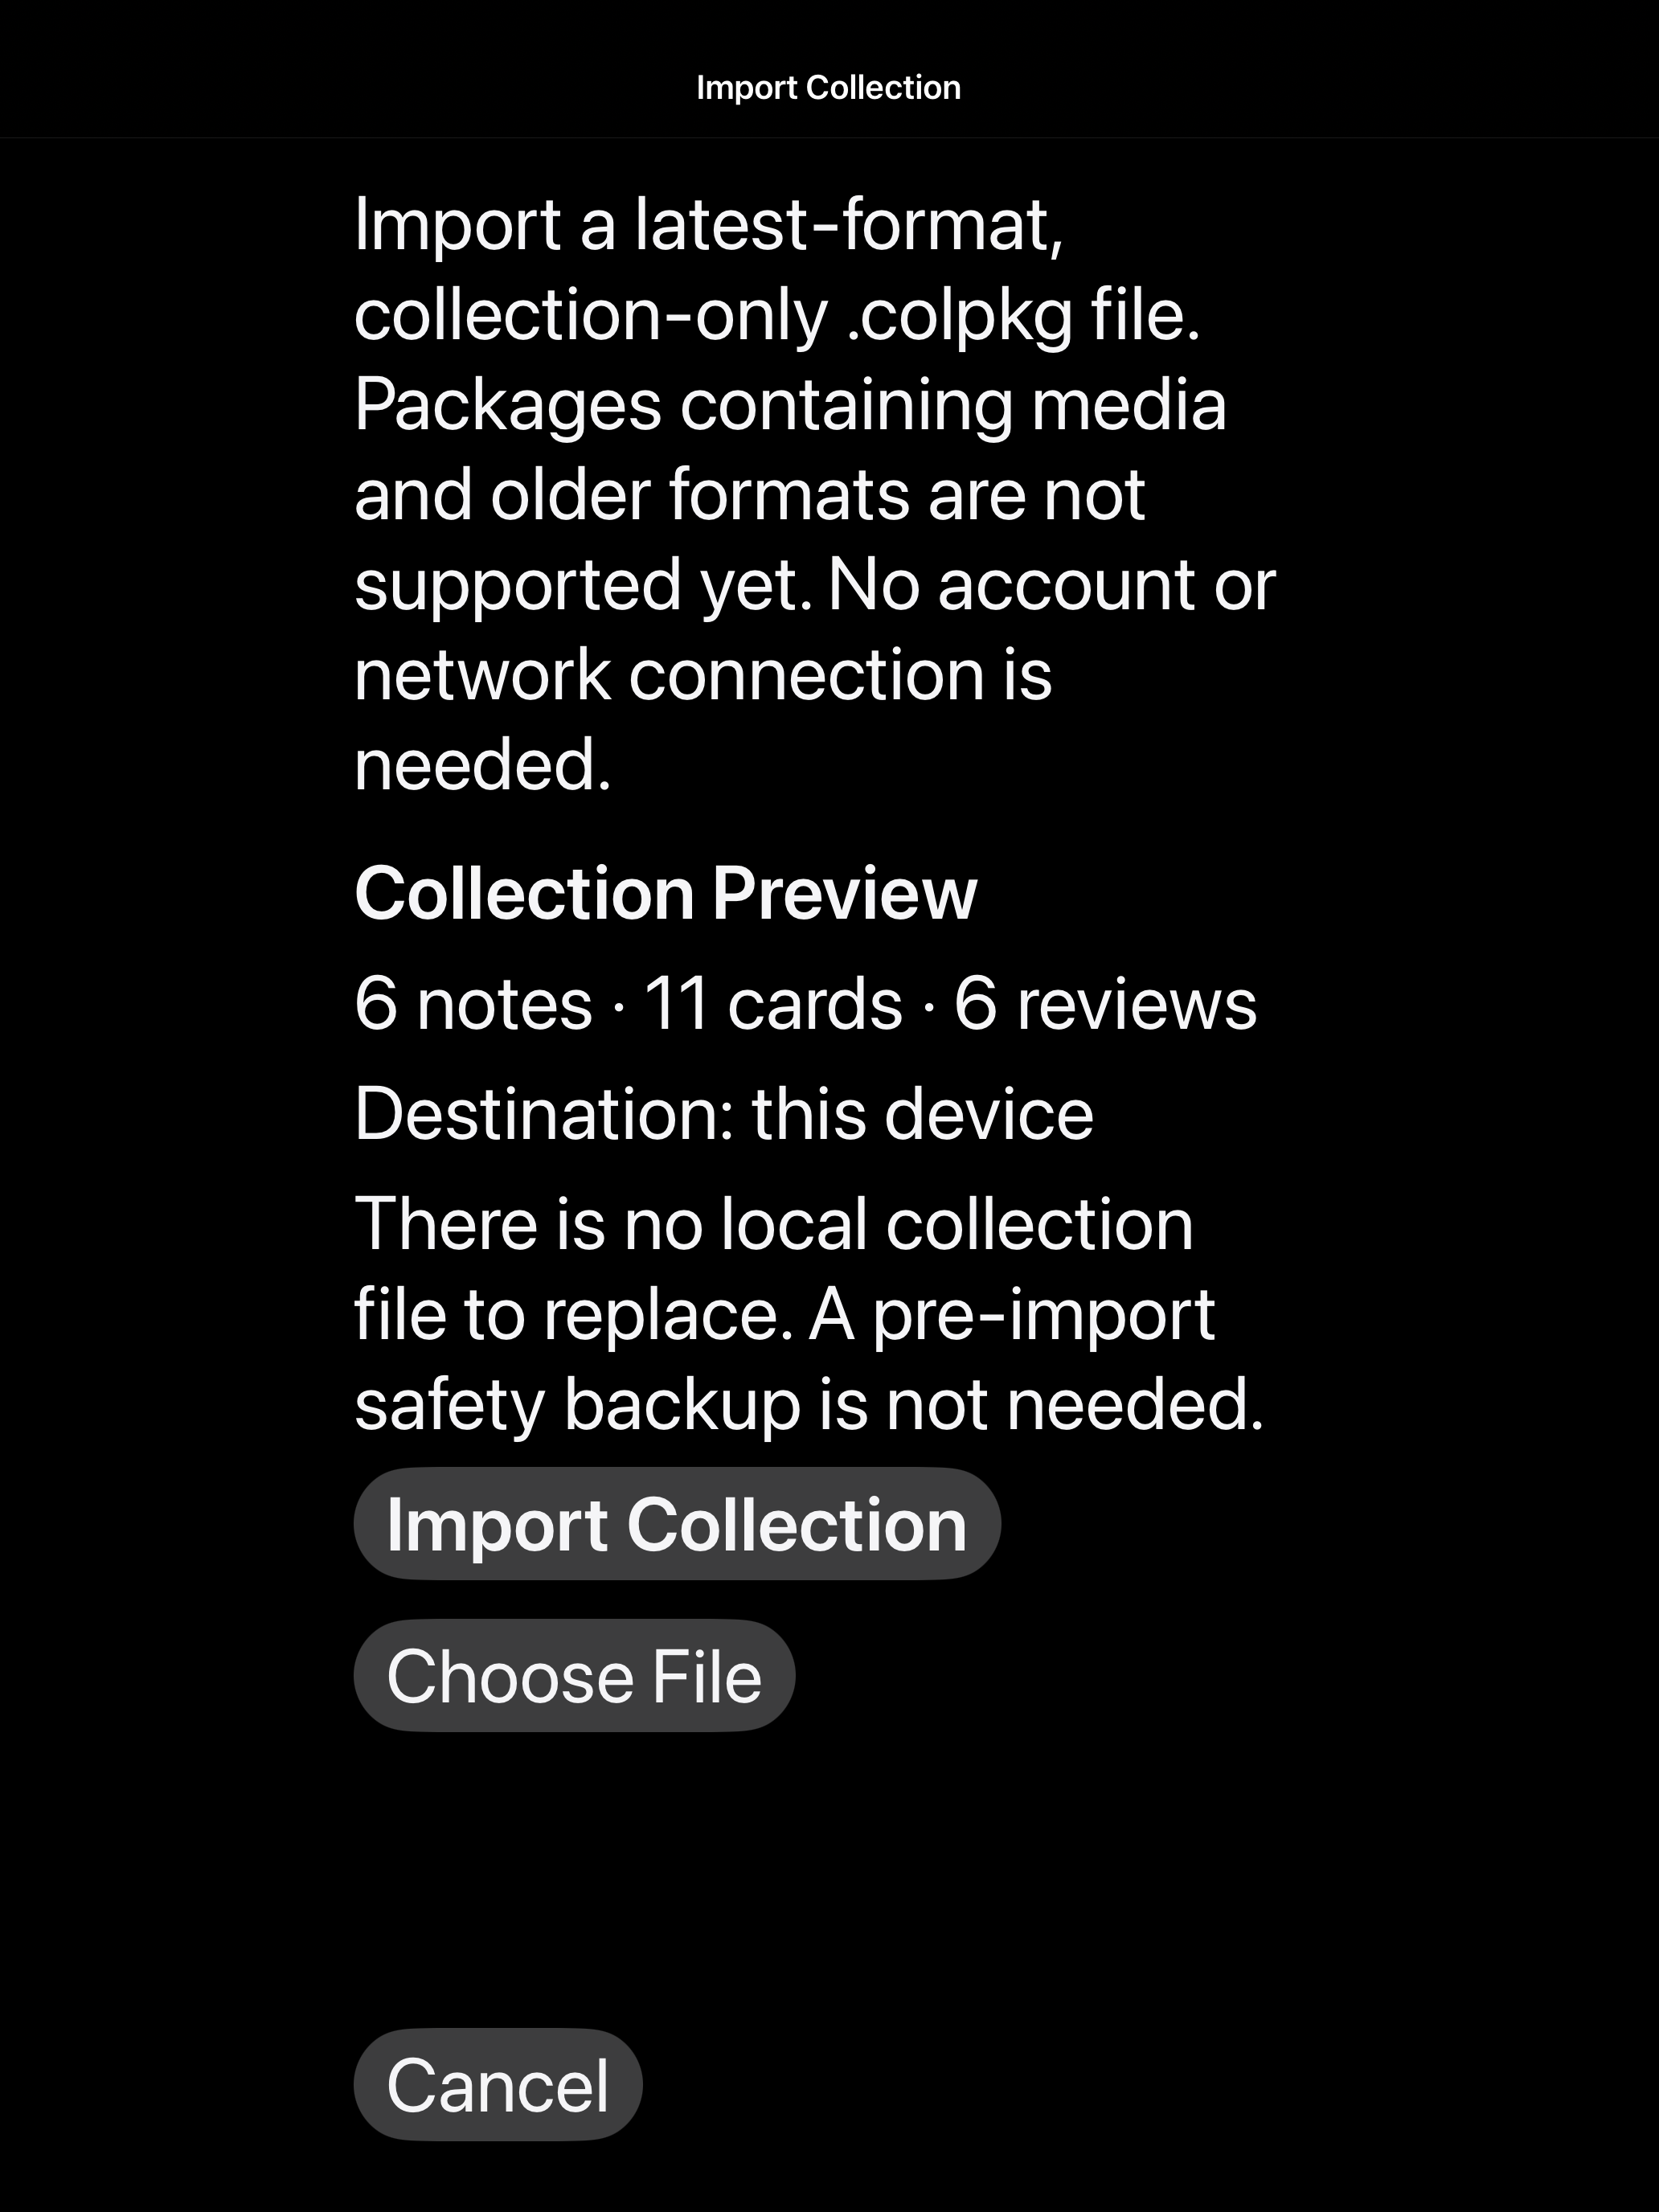 Import Collection
Import a latest-format,
collection-only .colpkg file.
Packages containing media
and older formats are not
supported yet. No account or
network connection is
needed.
Collection Preview
6 notes · 11 cards · 6 reviews
Destination: this device
There is no local collection
file to replace. A pre-import
safety backup is not needed.
Import Collection
Choose File
Cancel